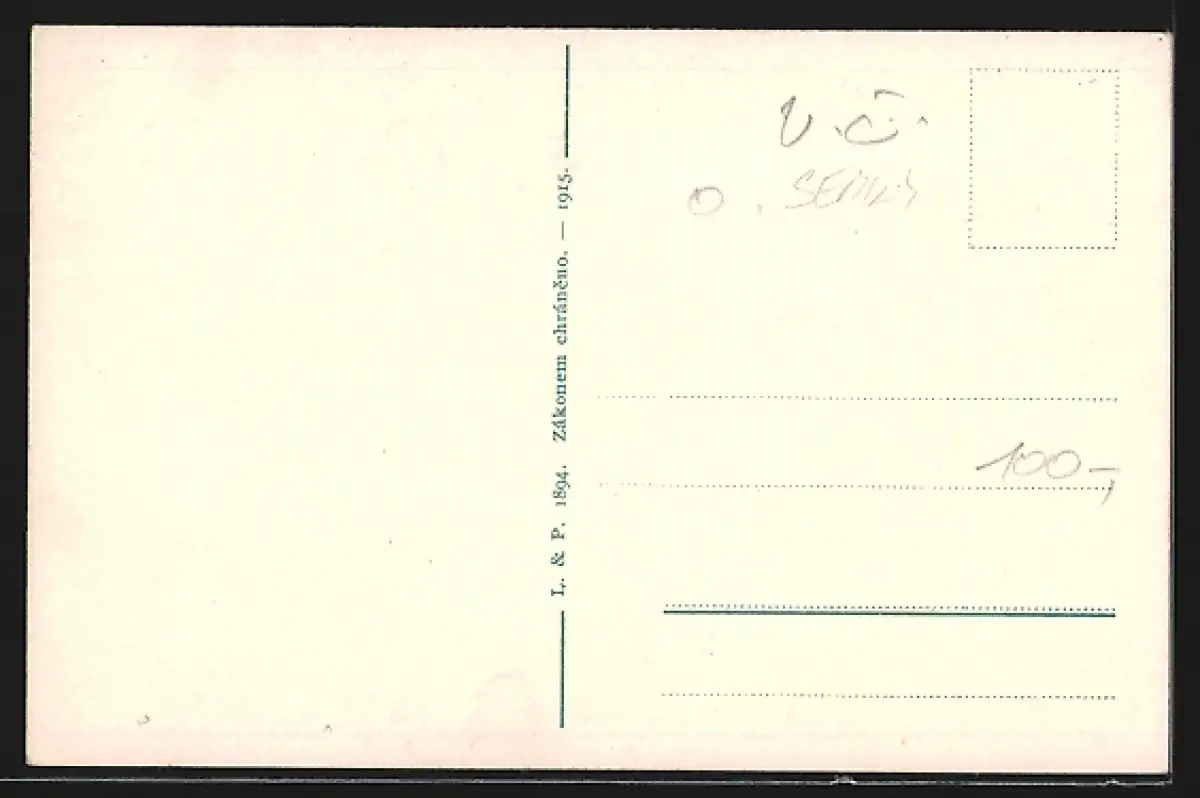 L. & P. 1894. Zákonem chráněno. — 1915.
V.Č.
O. SEMILY
100,-